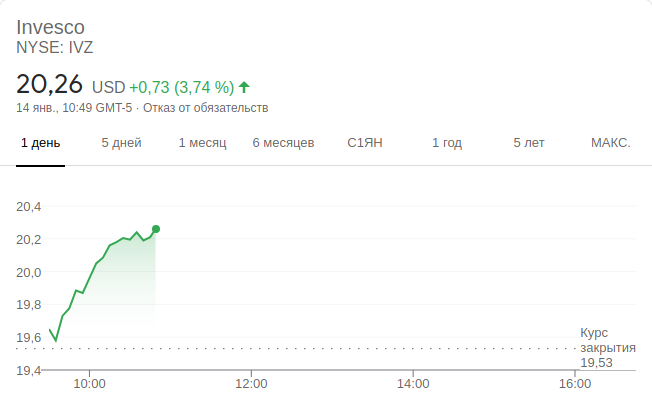 Invesco
NYSE: IVZ
20,26 USD +0,73 (3,74 %)
14 янв., 10:49 GMT-5 · Отказ от обязательств
1 день 5 дней 1 месяц 6 месяцев С1ЯН 1 год 5 лет МАКС.
20,4
20,2
20,0
19,8
19,6
19,4
Курс
закрытия
19,53
10:00 12:00 14:00 16:00